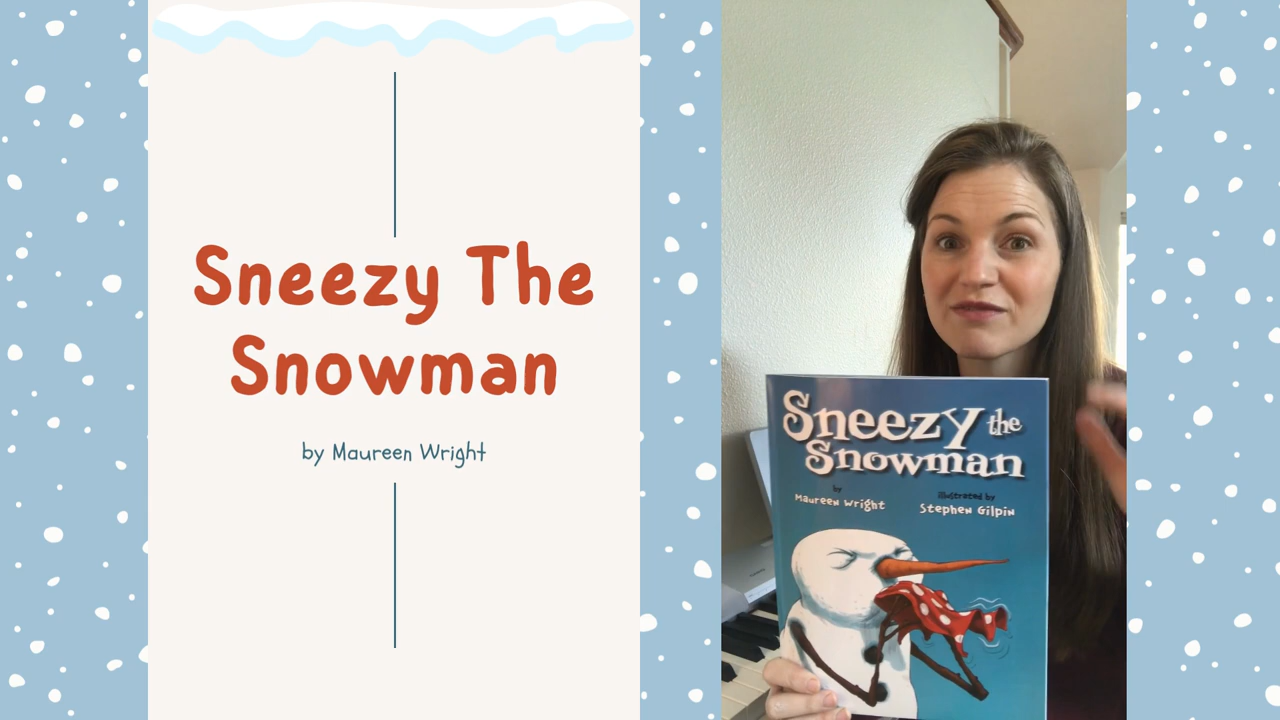 Sneezy The
Snowman
by Maureen Wright
Sneezy the
Snowman
by
Maureen Wright
illustrated by
Stephen Gilpin